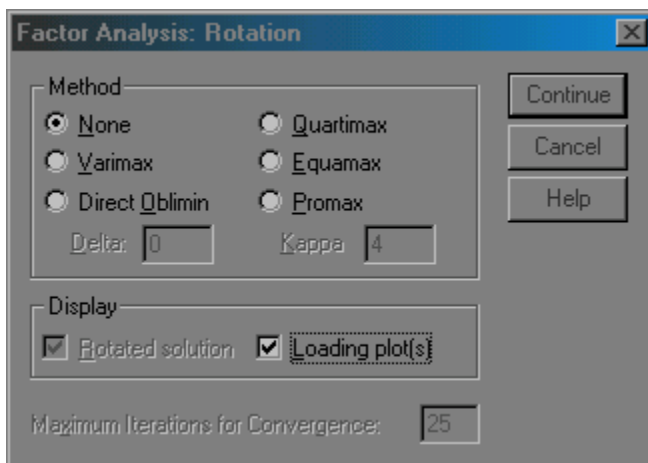 Factor Analysis: Rotation
Method
None
Quartimax
Varimax
Equamax
Direct Oblimin
Promax
Delta: 0
Kappa 4
Continue
Cancel
Help
Display
Rotated solution
Loading plot(s)
Maximum Iterations for Convergence: 25